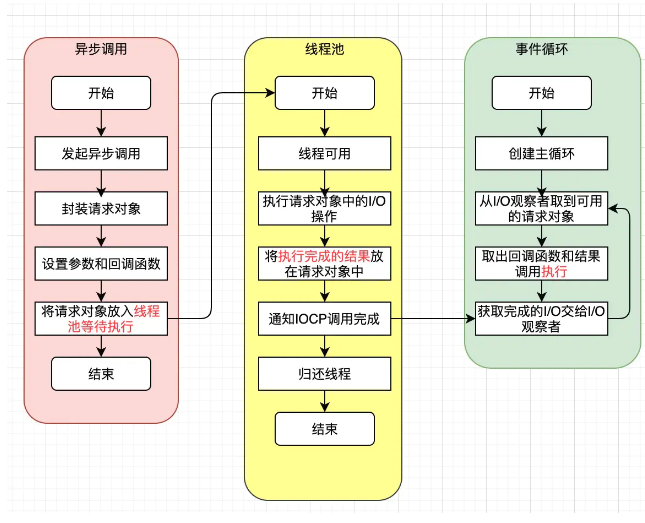 异步调用
开始
发起异步调用
封装请求对象
设置参数和回调函数
将请求对象放入线程
池等待执行
结束
线程池
开始
线程可用
执行请求对象中的I/O
操作
将执行完成的结果放
在请求对象中
通知IOCP调用完成
归还线程
结束
事件循环
开始
创建主循环
从I/O观察者取到可用
的请求对象
取出回调函数和结果
调用执行
获取完成的I/O交给I/O
观察者